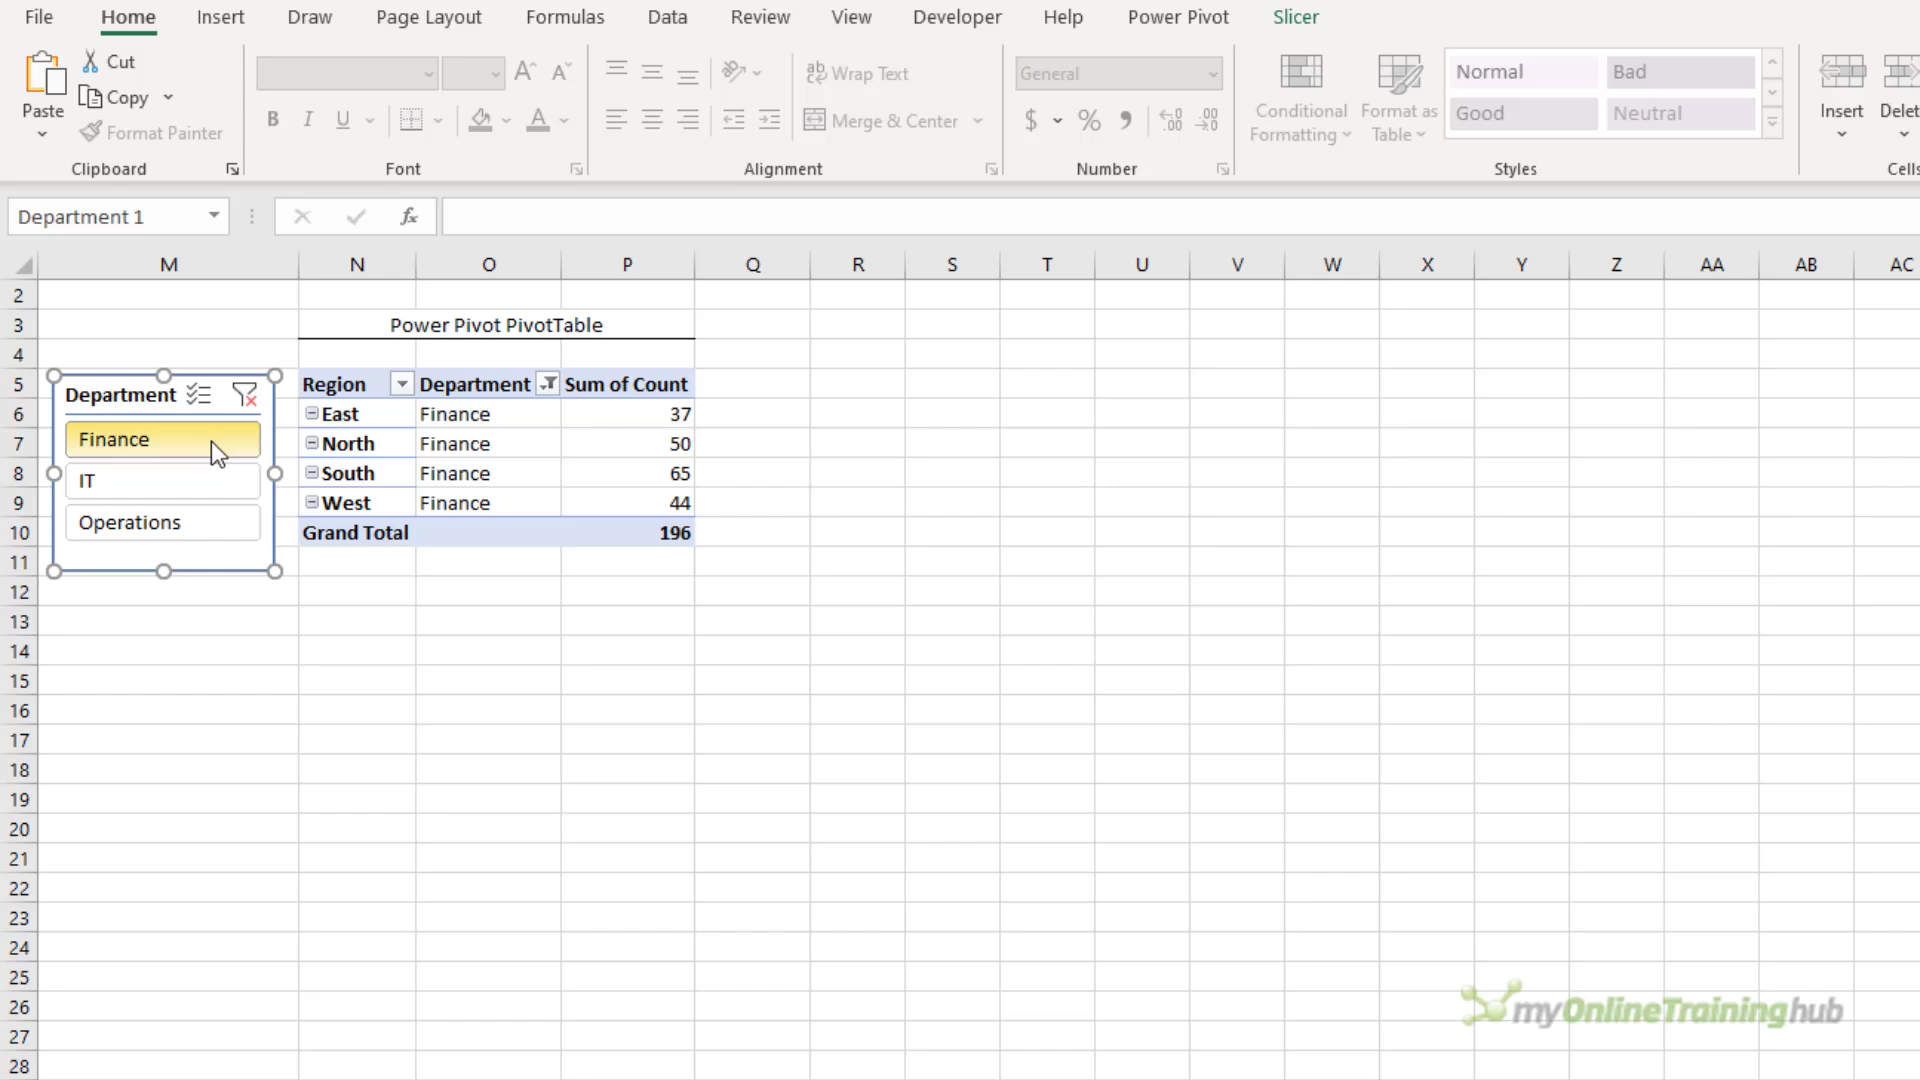 File Home Insert Draw Page Layout Formulas Data Review View Developer Help Power Pivot Slicer
Paste
Cut
Copy
Format Painter
Clipboard
B I U
A A
A
Font
ab Wrap Text
Merge & Center
Alignment
General
$ %
Number
Conditional Formatting
Format as Table
Normal Bad
Good Neutral
Styles
Insert Delet
Cells
Department 1
fx
M N O P Q R S T U V W X Y Z AA AB AC
2
3 Power Pivot PivotTable
4
5 Region Department Sum of Count
6 East Finance 37
7 North Finance 50
8 South Finance 65
9 West Finance 44
10 Grand Total 196
11
12
13
14
15
16
17
18
19
20
21
22
23
24
25
26
27
28
Department
Finance
IT
Operations
myOnlineTraininghub